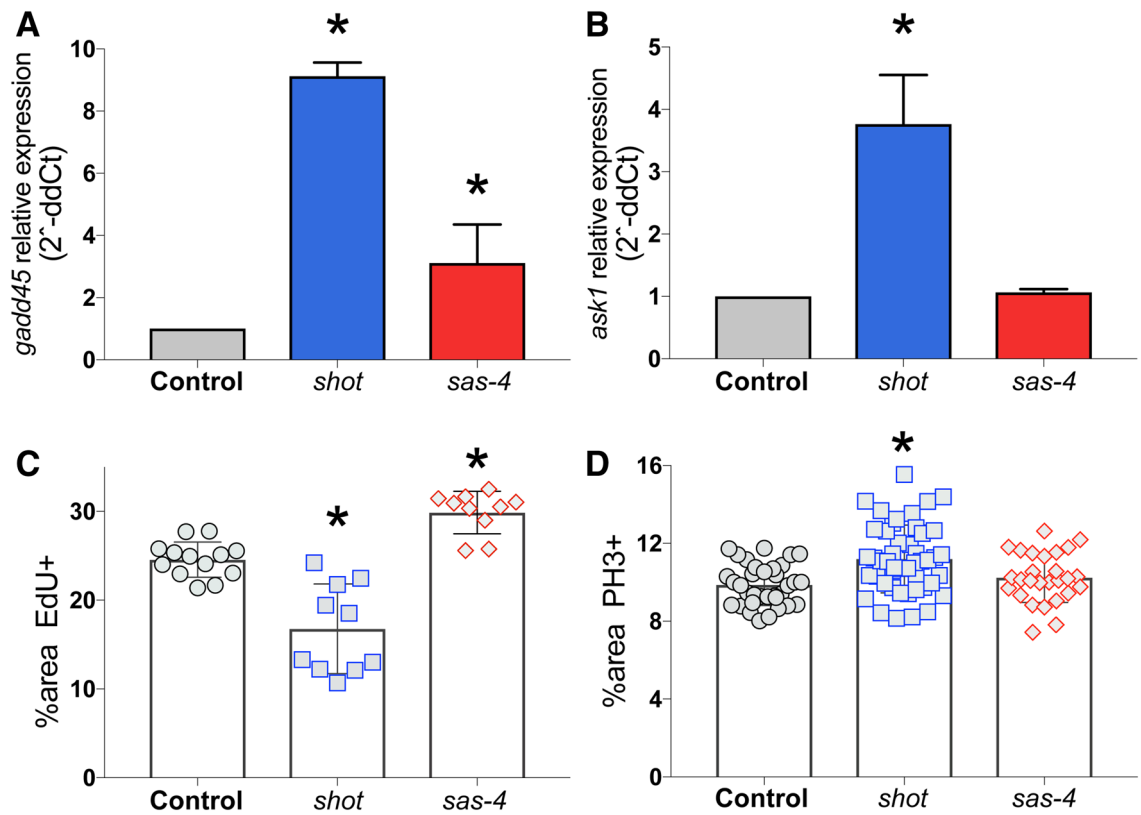 A
*
*
gadd45 relative expression
(2^-ddCt)
10
8
6
4
2
0
Control shot sas-4
B
*
ask1 relative expression
(2^-ddCt)
5
4
3
2
1
0
Control shot sas-4
C
*
*
%area EdU+
30
20
10
0
Control shot sas-4
D
*
%area PH3+
16
12
8
4
0
Control shot sas-4